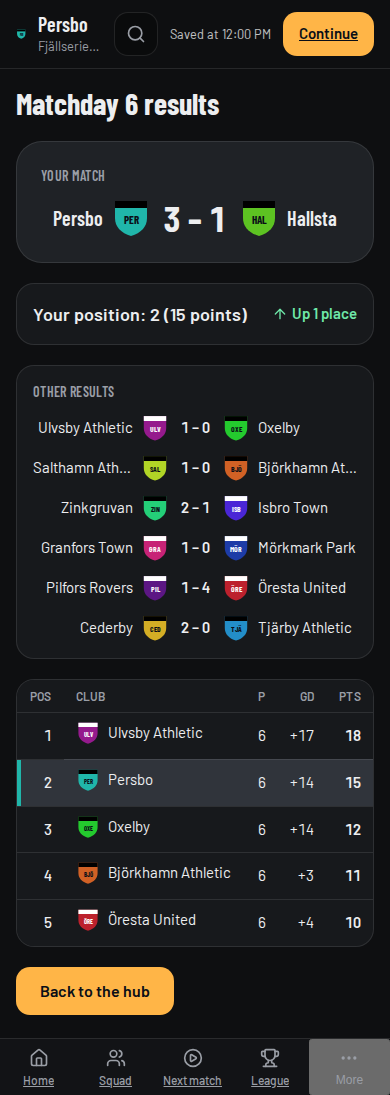 Persbo
Fjällserie...
Saved at 12:00 PM
Continue
Matchday 6 results
YOUR MATCH
Persbo PER 3 – 1 HAL Hallsta
Your position: 2 (15 points) ↑ Up 1 place
OTHER RESULTS
Ulvsby Athletic ULV 1 – 0 OXE Oxelby
Salthamn Ath... SAL 1 – 0 BJÖ Björkhamn At...
Zinkgruvan ZIN 2 – 1 ISB Isbro Town
Granfors Town GRA 1 – 0 MÖR Mörkmark Park
Pilfors Rovers PIL 1 – 4 ÖRE Öresta United
Cederby CED 2 – 0 TJÄ Tjärby Athletic
POS CLUB P GD PTS
1 ULV Ulvsby Athletic 6 +17 18
2 PER Persbo 6 +14 15
3 OXE Oxelby 6 +14 12
4 BJÖ Björkhamn Athletic 6 +3 11
5 ÖRE Öresta United 6 +4 10
Back to the hub
Home Squad Next match League More